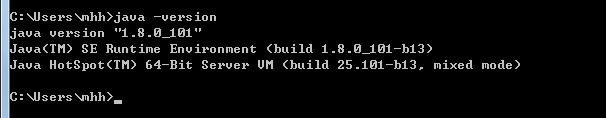 C:\Users\mhh>java -version
java version "1.8.0_101"
Java(TM) SE Runtime Environment (build 1.8.0_101-b13)
Java HotSpot(TM) 64-Bit Server VM (build 25.101-b13, mixed mode)
C:\Users\mhh>_